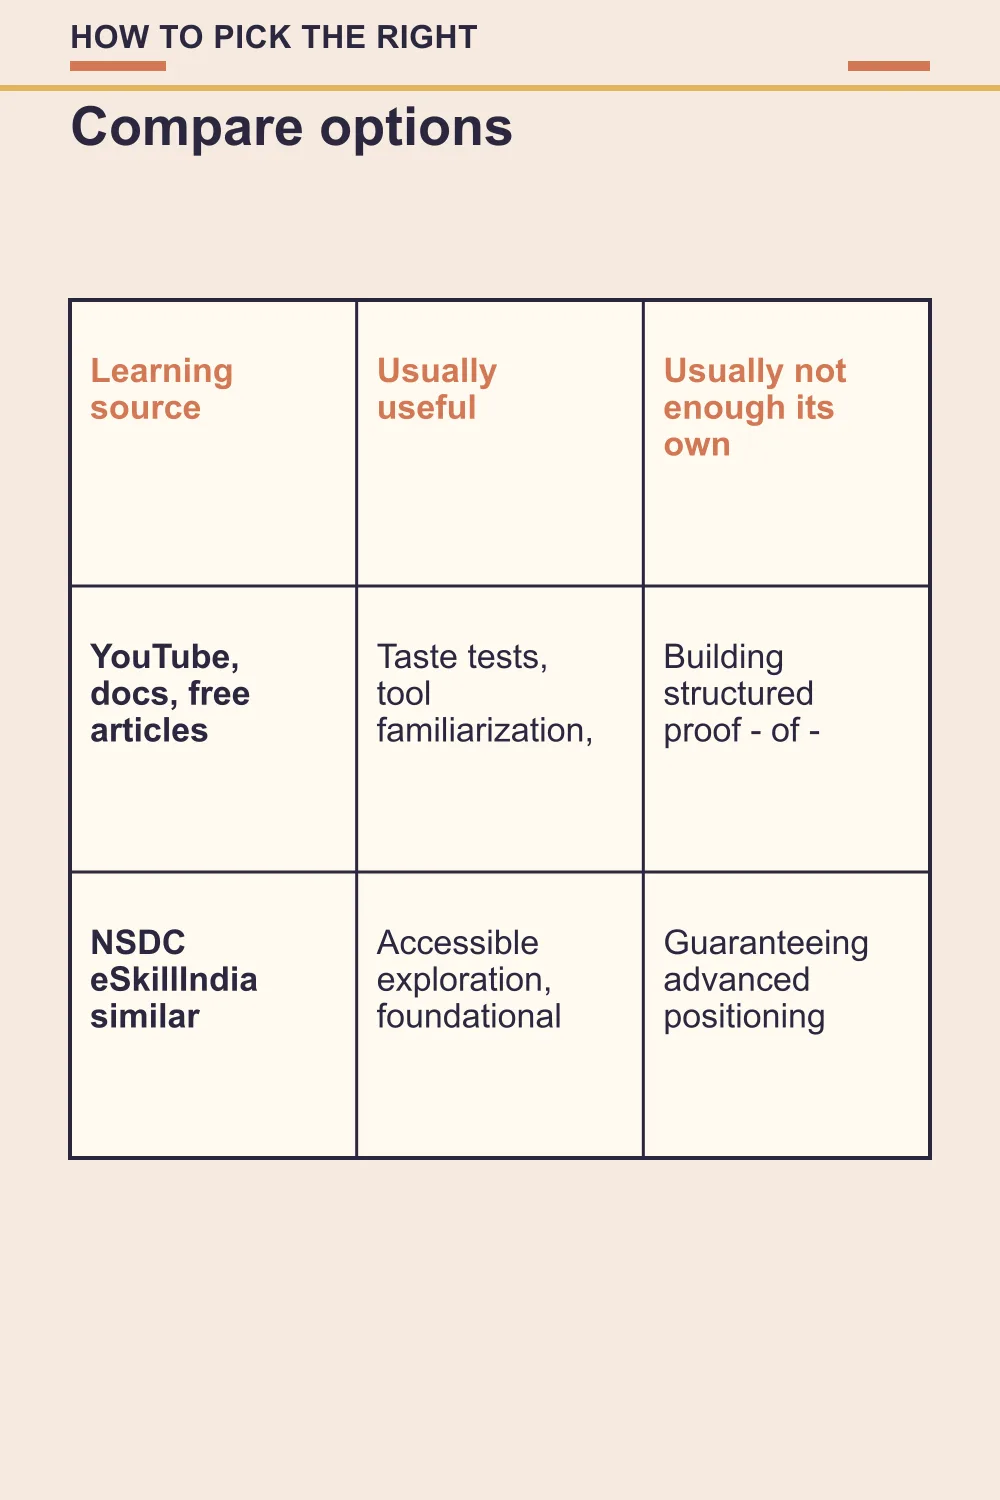 HOW TO PICK THE RIGHT
Compare options
Learning
source
Usually
useful
Usually not
enough its
own
YouTube,
docs, free
articles
Taste tests,
tool
familiarization,
Building
structured
proof - of -
NSDC
eSkillIndia
similar
Accessible
exploration,
foundational
Guaranteeing
advanced
positioning